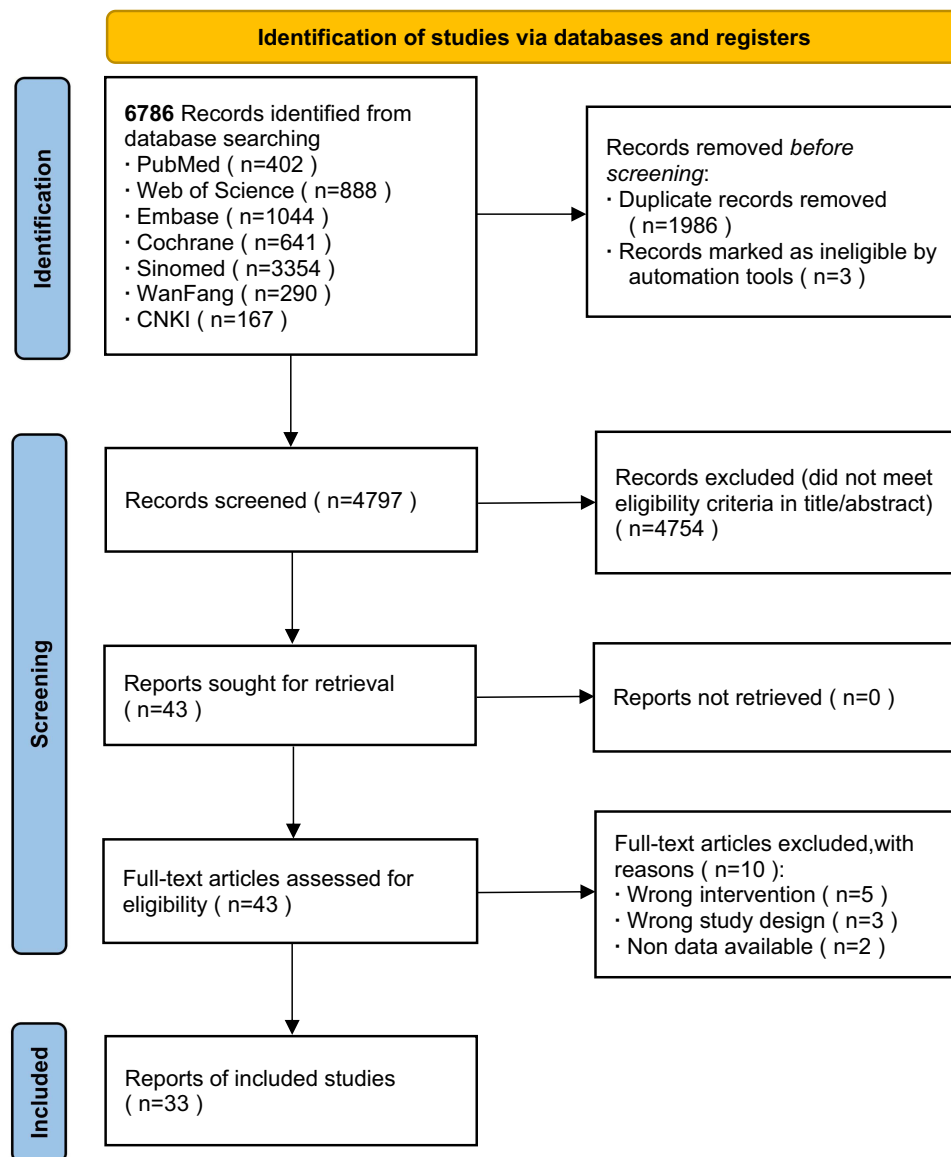 Identification of studies via databases and registers
Identification
6786 Records identified from
database searching
· PubMed ( n=402 )
· Web of Science ( n=888 )
· Embase ( n=1044 )
· Cochrane ( n=641 )
· Sinomed ( n=3354 )
· WanFang ( n=290 )
· CNKI ( n=167 )
Records removed before
screening:
· Duplicate records removed
( n=1986 )
· Records marked as ineligible by
automation tools ( n=3 )
Screening
Records screened ( n=4797 )
Records excluded (did not meet
eligibility criteria in title/abstract)
( n=4754 )
Reports sought for retrieval
( n=43 )
Reports not retrieved ( n=0 )
Full-text articles assessed for
eligibility ( n=43 )
Full-text articles excluded,with
reasons ( n=10 ):
· Wrong intervention ( n=5 )
· Wrong study design ( n=3 )
· Non data available ( n=2 )
Included
Reports of included studies
( n=33 )